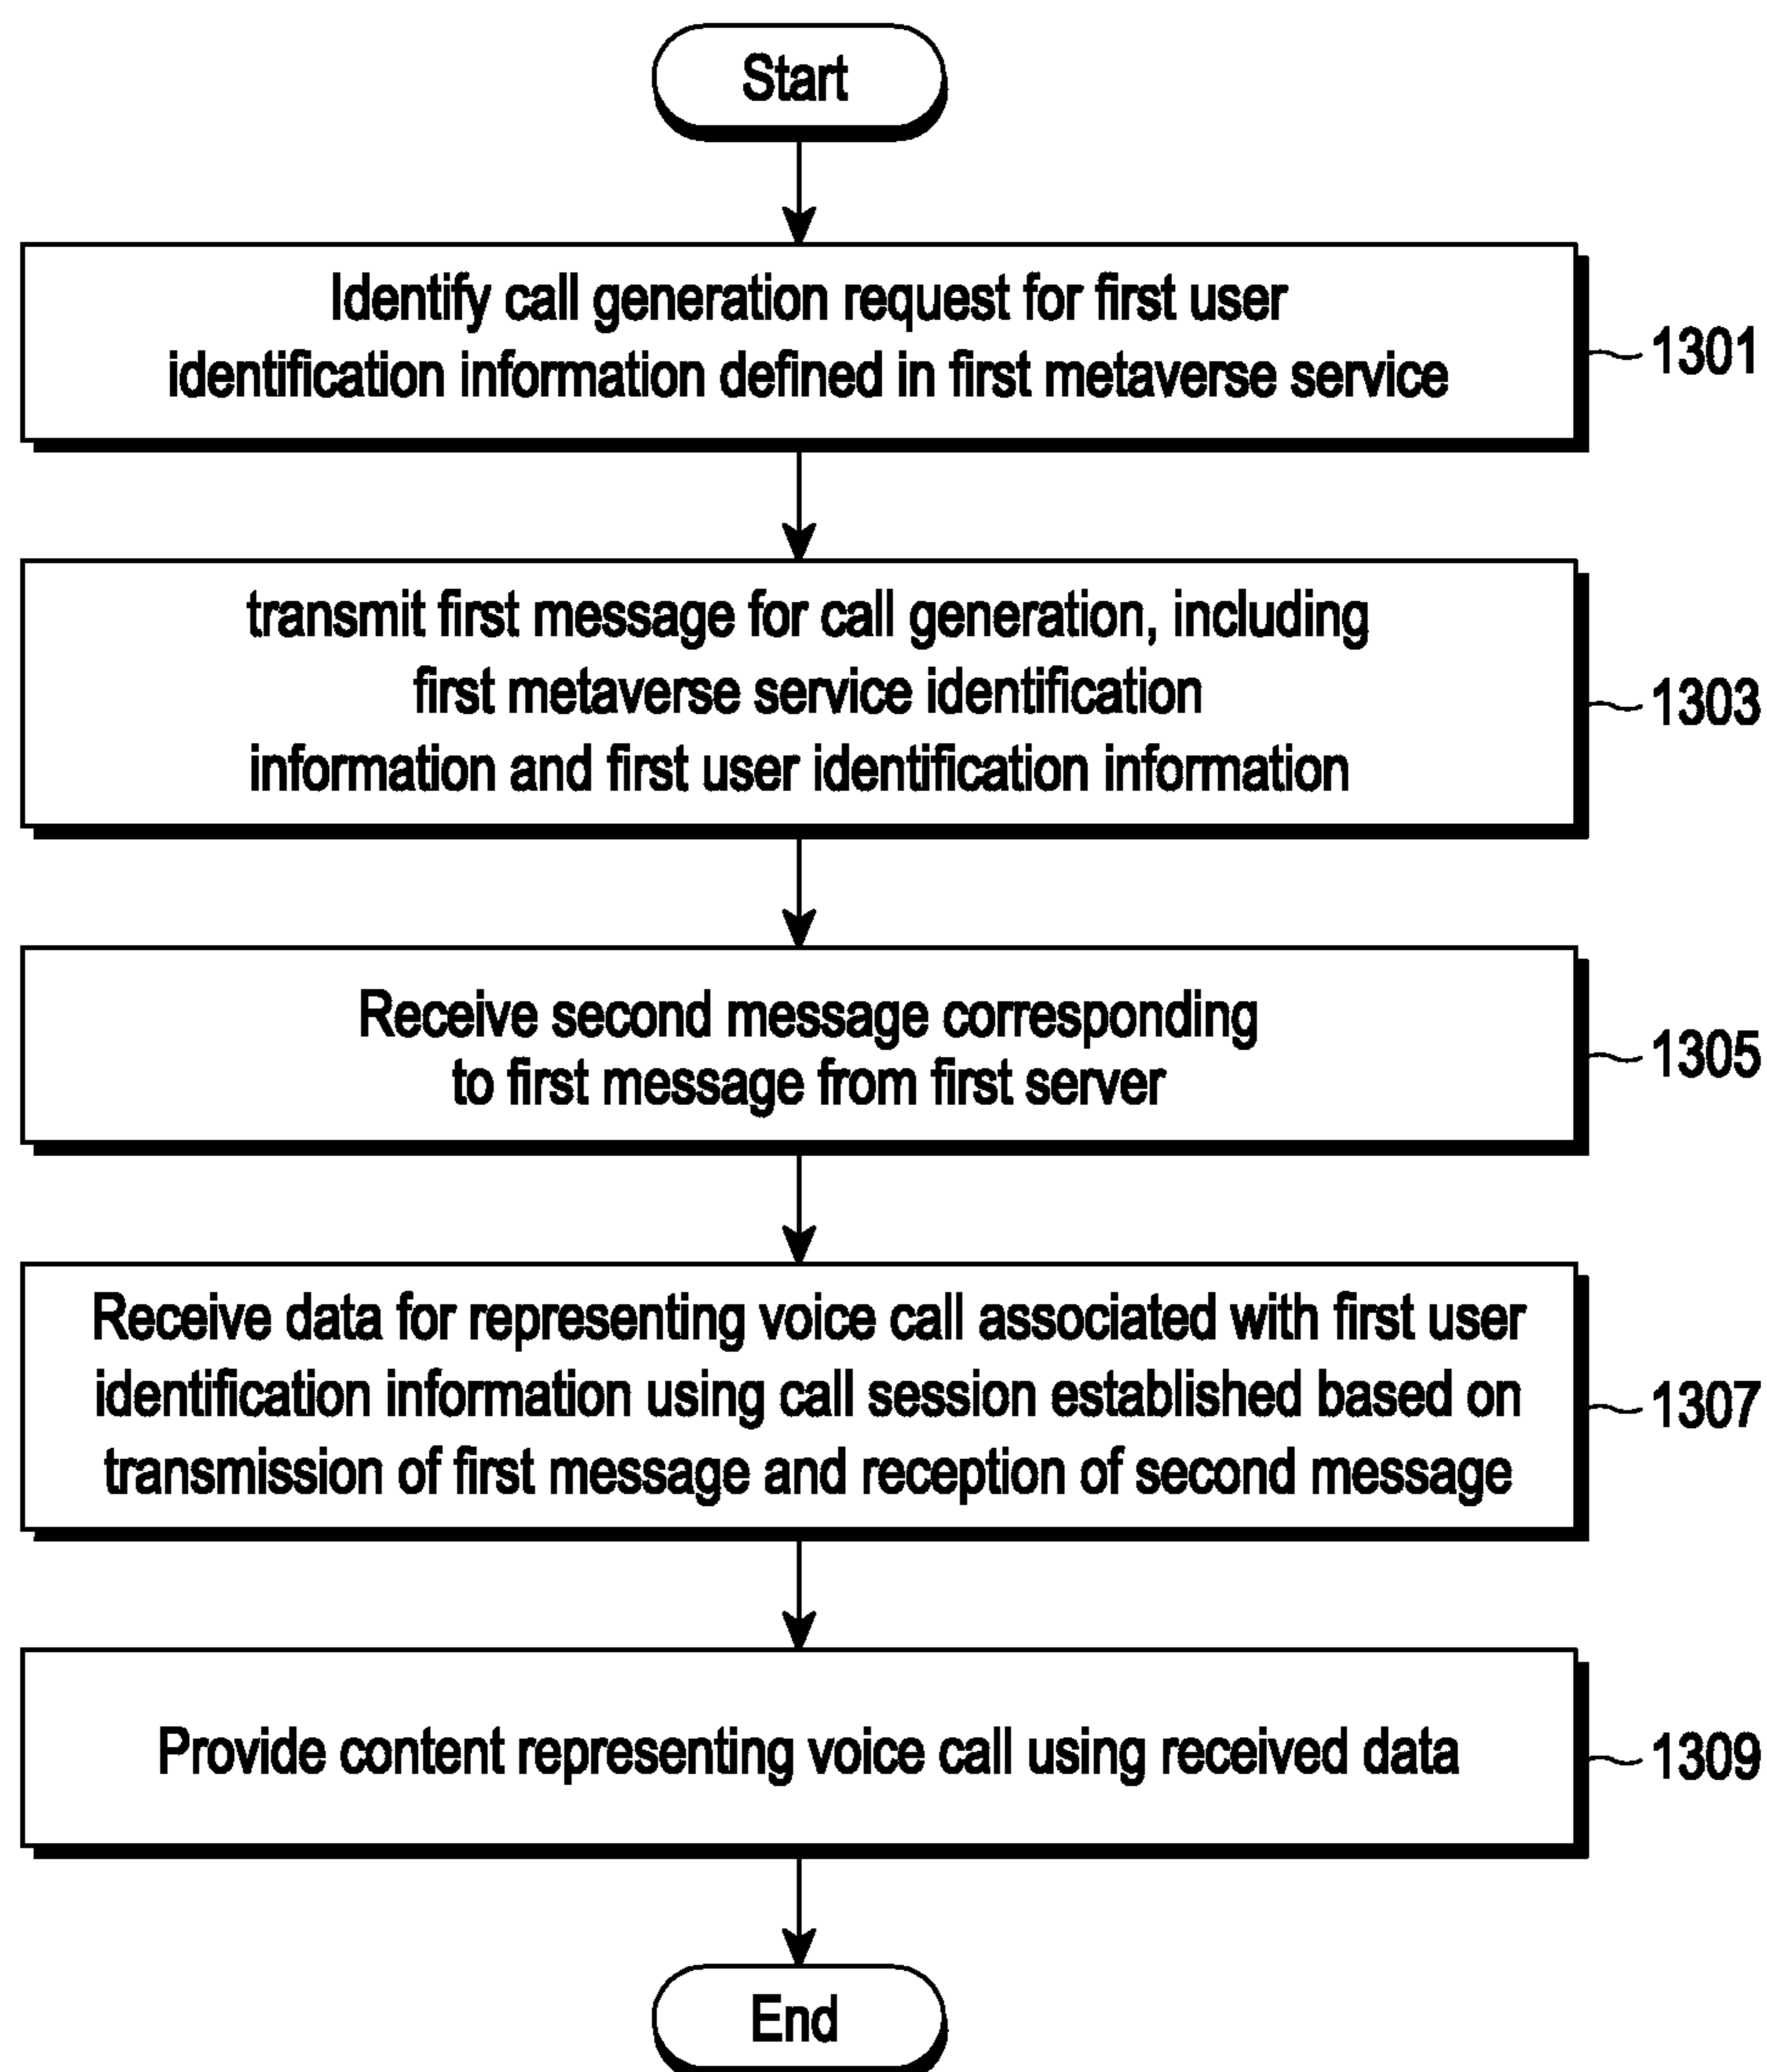 Start
Identify call generation request for first user
identification information defined in first metaverse service
1301
transmit first message for call generation, including
first metaverse service identification
information and first user identification information
1303
Receive second message corresponding
to first message from first server
1305
Receive data for representing voice call associated with first user
identification information using call session established based on
transmission of first message and reception of second message
1307
Provide content representing voice call using received data
1309
End